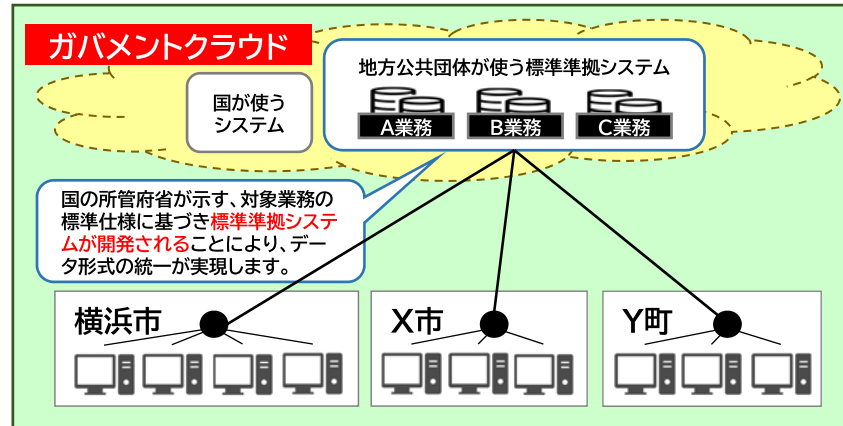 ガバメントクラウド
地方公共団体が使う標準準拠システム
国が使う
システム
A業務
B業務
C業務
国の所管府省が示す、対象業務の
標準仕様に基づき標準準拠システ
ムが開発されることにより、デー
タ形式の統一が実現します。
横浜市
X市
Y町